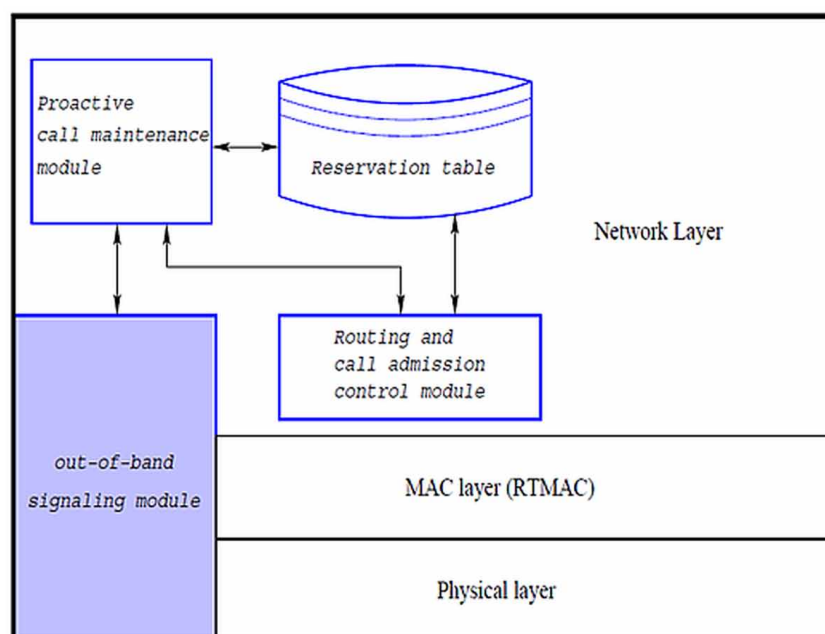 Proactive
call maintenance
module
Reservation table
Network Layer
Routing and
call admission
control module
out-of-band
signaling module
MAC layer (RTMAC)
Physical layer